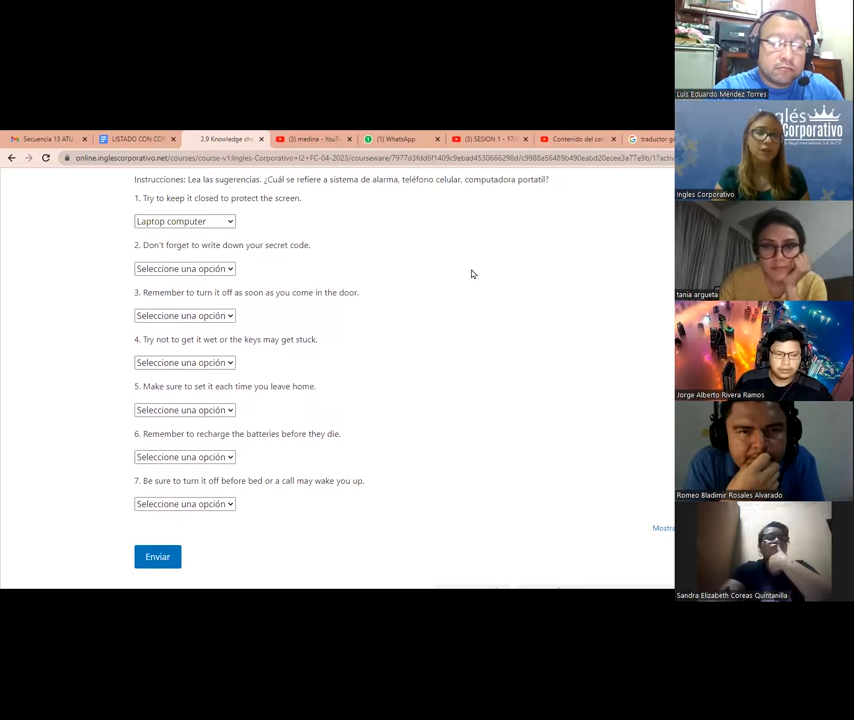 Secuencia 13 ATLI
LISTADO CON COR
2.9 Knowledge che
(3) medina - YouTu
(1) WhatsApp
(3) SESION 1 - 17/
Contenido del car
traductor g
online.inglescorporativo.net/courses/course-v1:Ingles-Corporativo+I2+FC-04-2023/courseware/7977d3fdd6f1409c9ebad4530666298d/c9988e56489b490eabd20ecee3a77e9b/1?activ
Instrucciones: Lea las sugerencias. ¿Cuál se refiere a sistema de alarma, teléfono celular, computadora portatil?
1. Try to keep it closed to protect the screen.
Laptop computer
2. Don't forget to write down your secret code.
Seleccione una opción
3. Remember to turn it off as soon as you come in the door.
Seleccione una opción
4. Try not to get it wet or the keys may get stuck.
Seleccione una opción
5. Make sure to set it each time you leave home.
Seleccione una opción
6. Remember to recharge the batteries before they die.
Seleccione una opción
7. Be sure to turn it off before bed or a call may wake you up.
Seleccione una opción
Mostra
Enviar
Luis Eduardo Méndez Torres
inglés
Corporativo
Ingles Corporativo
tania argueta
Jorge Alberto Rivera Ramos
Romeo Bladimir Rosales Alvarado
Sandra Elizabeth Coreas Quintanilla